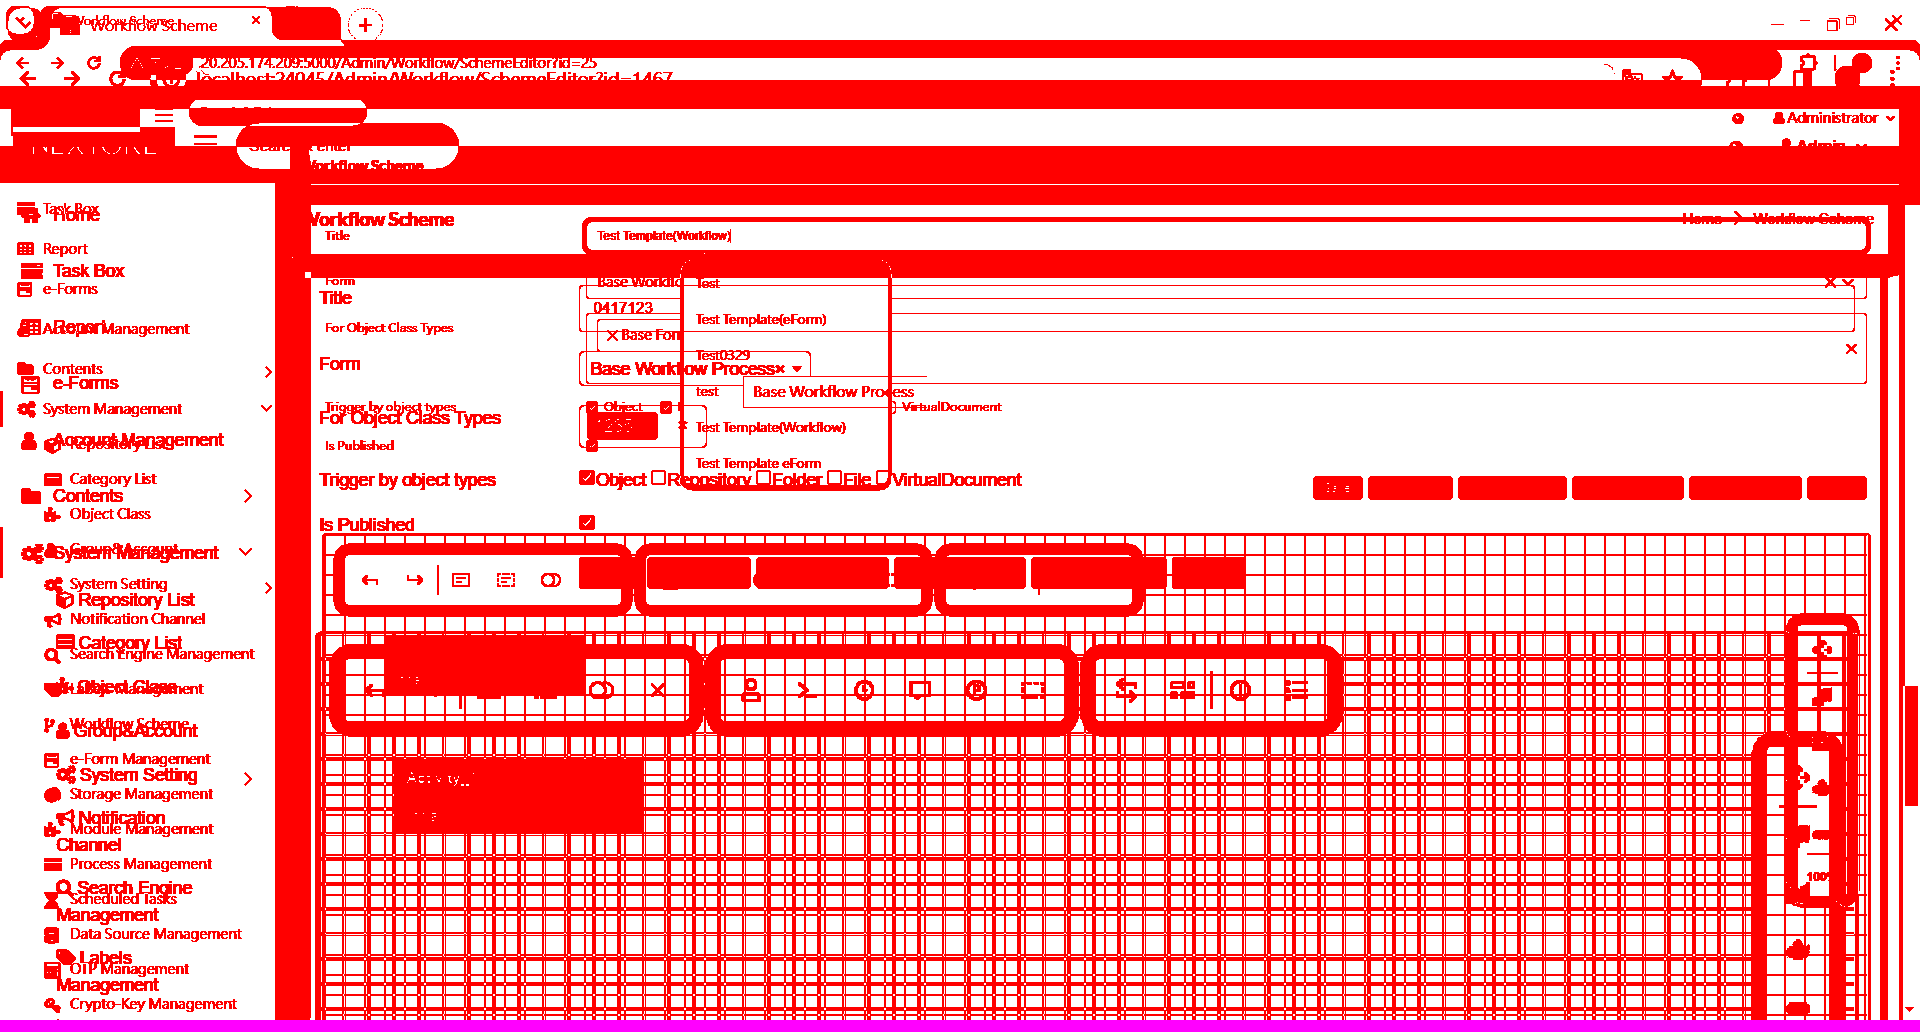 Workflow Scheme
Workflow Scheme
20.205.174.209:5000/Admin/Workflow/SchemeEditor?id=25
localhost:24045/Admin/Workflow/SchemeEditor?id=1467
Administrator
Admin
Workflow Scheme
Task Box
Home
Workflow Scheme
Home > Workflow Scheme
Title
Test Template(Workflow)
Report
Task Box
e-Forms
Form
Base Workflo
Test
Title
0417123
Test Template(eForm)
For Object Class Types
Account Management
Report
Base For
Test0329
Form
Base Workflow Process
Contents
e-Forms
test
Base Workflow Process
System Management
Trigger by object types
Object
VirtualDocument
For Object Class Types
Test Template(Workflow)
Account Management
Repository List
Is Published
Test Template eForm
Category List
Trigger by object types
Object
Repository
Folder
File
VirtualDocument
Contents
Object Class
Is Published
Group&Account
System Management
System Setting
Repository List
Notification Channel
Category List
Search Engine Management
Object Class
Workflow Scheme
Group&Account
e-Form Management
System Setting
Activity
Storage Management
Notification
Channel
Module Management
Process Management
100%
Search Engine
Management
Scheduled Tasks
Data Source Management
Labels
Management
OTP Management
Crypto-Key Management